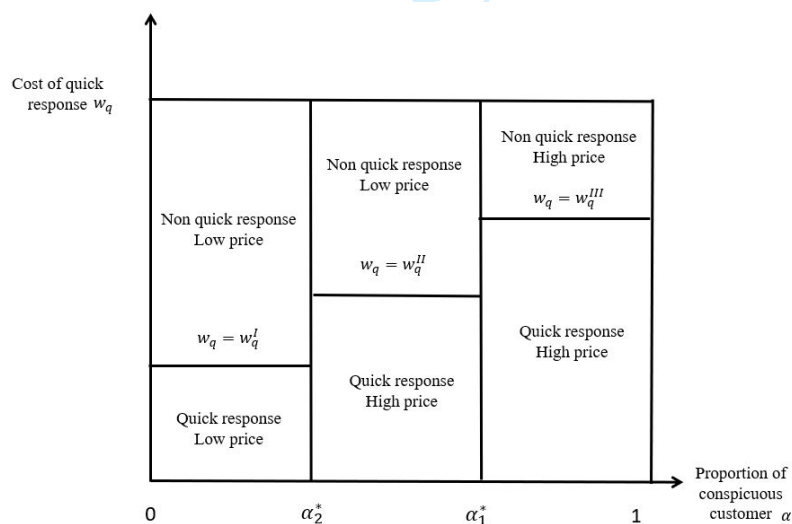 Cost of quick
response w_q
Non quick response
Low price
w_q = w_q^I
Quick response
Low price
Non quick response
Low price
w_q = w_q^{II}
Quick response
High price
Non quick response
High price
w_q = w_q^{III}
Quick response
High price
0
α_2^*
α_1^*
1
Proportion of
conspicuous
customer α